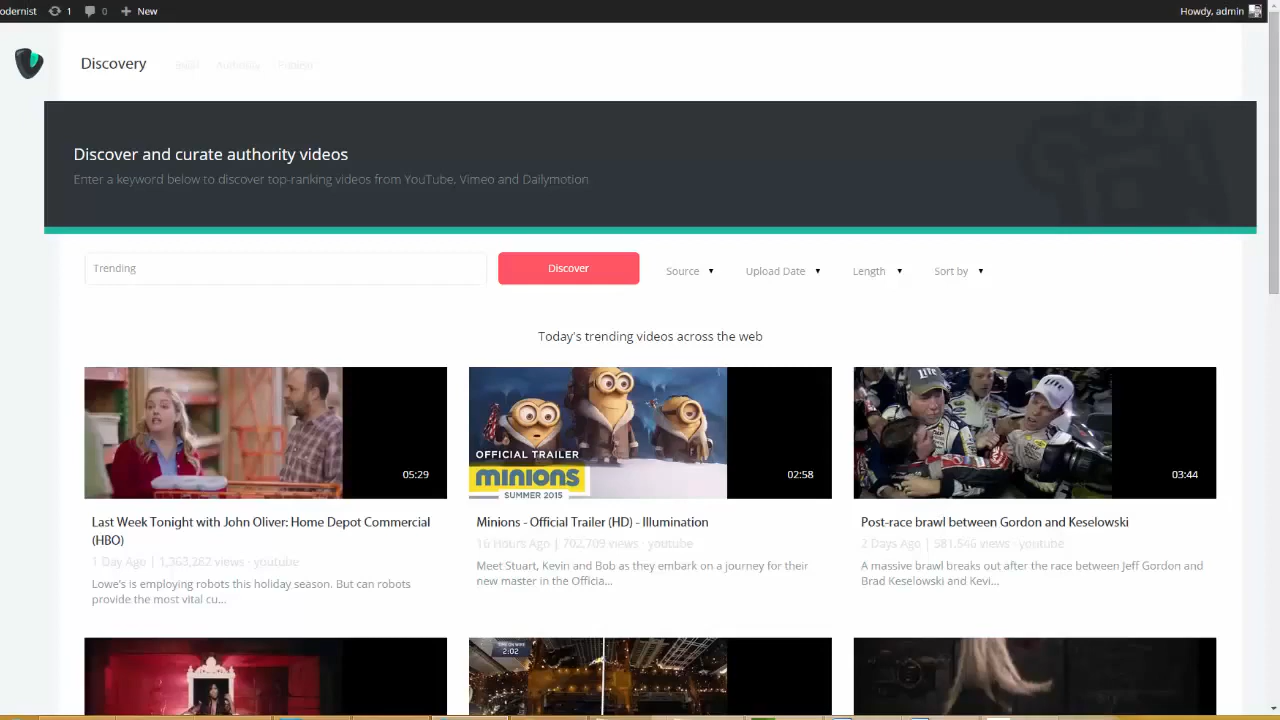 odernist 1 0 New Howdy, admin
Discovery Build Authority Publish
Discover and curate authority videos
Enter a keyword below to discover top-ranking videos from YouTube, Vimeo and Dailymotion
Trending Discover Source Upload Date Length Sort by
Today's trending videos across the web
LITE
LITE
OFFICIAL TRAILER
minions
SUMMER 2015
05:29 02:58 03:44
Last Week Tonight with John Oliver: Home Depot Commercial
(HBO)
1 Day Ago | 1,363,282 views · youtube
Lowe's is employing robots this holiday season. But can robots
provide the most vital cu...
Minions - Official Trailer (HD) - Illumination
16 Hours Ago | 702,709 views · youtube
Meet Stuart, Kevin and Bob as they embark on a journey for their
new master in the Officia...
Post-race brawl between Gordon and Keselowski
2 Days Ago | 581,546 views · youtube
A massive brawl breaks out after the race between Jeff Gordon and
Brad Keselowski and Kevi...
2:02